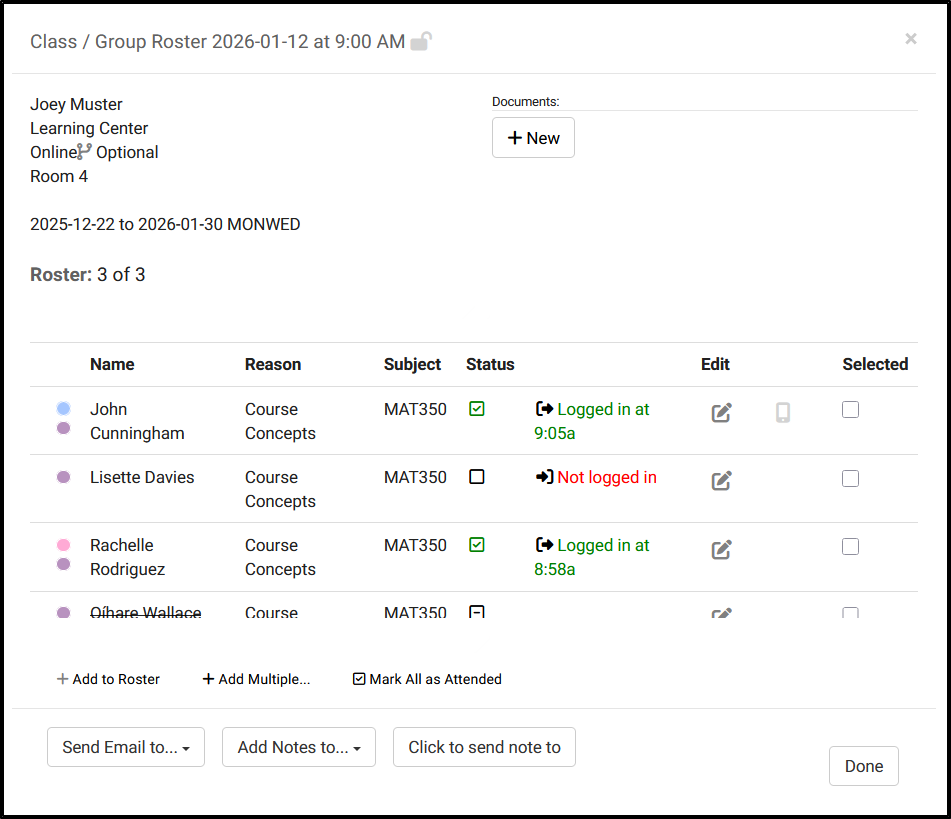 Class / Group Roster 2026-01-12 at 9:00 AM
×
Joey Muster
Learning Center
Online Optional
Room 4
2025-12-22 to 2026-01-30 MONWED
Roster: 3 of 3
Documents:
+ New
Name Reason Subject Status Edit Selected
John Course MAT350 Logged in at
Cunningham Concepts 9:05a
Lisette Davies Course MAT350 Not logged in
Concepts
Rachelle Course MAT350 Logged in at
Rodriguez Concepts 8:58a
Oíhare Wallace Course MAT350
+ Add to Roster + Add Multiple... Mark All as Attended
Send Email to... Add Notes to... Click to send note to
Done